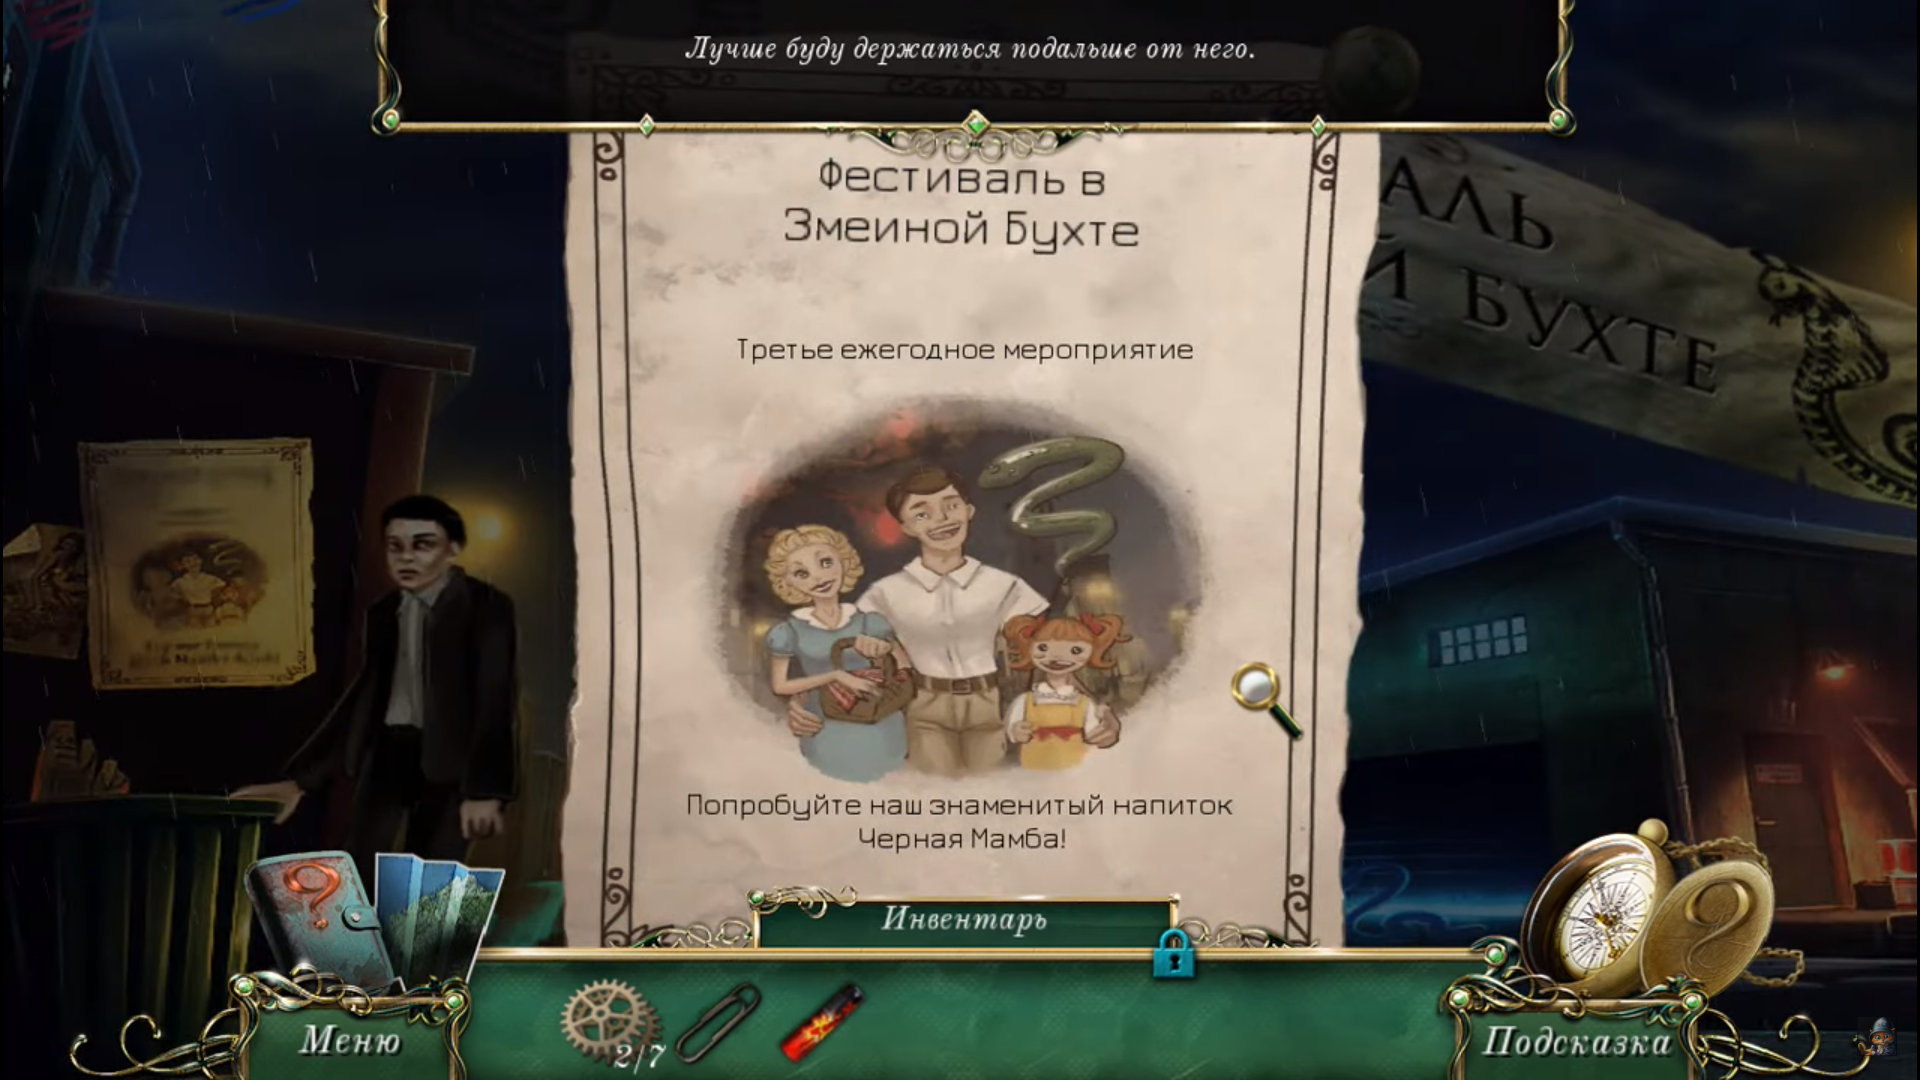 Лучше буду держаться подальше от него.
Фестиваль в
Змеиной Бухте
Третье ежегодное мероприятие
АЛЬ
Й БУХТЕ
Попробуйте наш знаменитый напиток
Черная Мамба!
Инвентарь
Меню
2/7
Подсказка